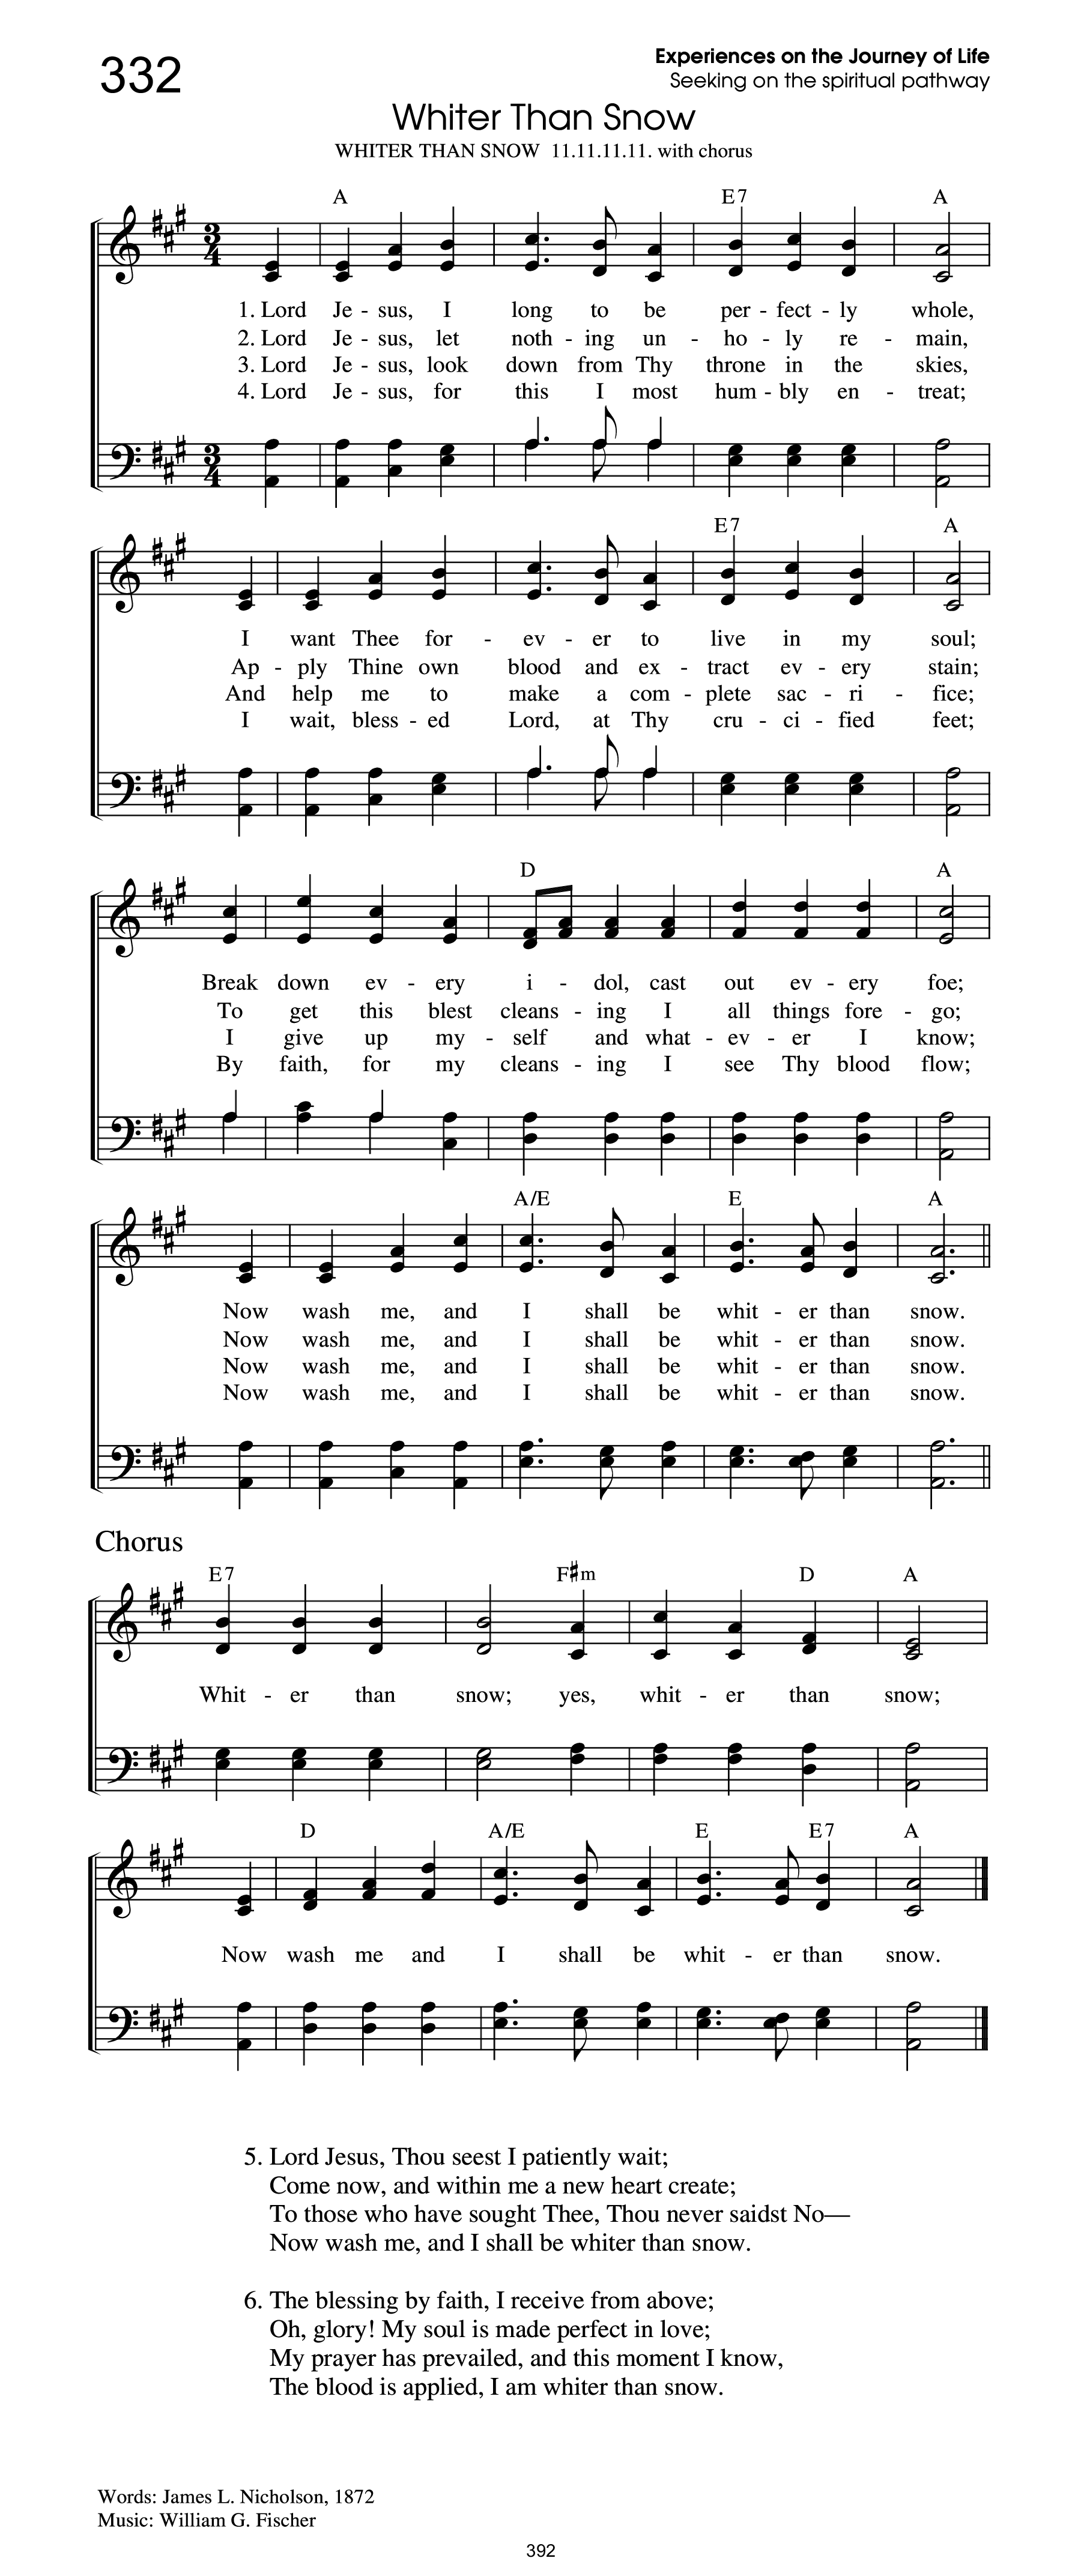 332
Experiences on the Journey of Life
Seeking on the spiritual pathway
Whiter Than Snow
WHITER THAN SNOW 11.11.11.11. with chorus
A E7 A
1. Lord Je - sus, I long to be per - fect - ly whole,
2. Lord Je - sus, let noth - ing un - ho - ly re - main,
3. Lord Je - sus, look down from Thy throne in the skies,
4. Lord Je - sus, for this I most hum - bly en - treat;
E7 A
I want Thee for - ev - er to live in my soul;
Ap - ply Thine own blood and ex - tract ev - ery stain;
And help me to make a com - plete sac - ri - fice;
I wait, bless - ed Lord, at Thy cru - ci - fied feet;
D A
Break down ev - ery i - dol, cast out ev - ery foe;
To get this blest cleans - ing I all things fore - go;
I give up my - self and what - ev - er I know;
By faith, for my cleans - ing I see Thy blood flow;
A/E E A
Now wash me, and I shall be whit - er than snow.
Now wash me, and I shall be whit - er than snow.
Now wash me, and I shall be whit - er than snow.
Now wash me, and I shall be whit - er than snow.
Chorus
E7 F#m D A
Whit - er than snow; yes, whit - er than snow;
D A/E E E7 A
Now wash me and I shall be whit - er than snow.
5. Lord Jesus, Thou seest I patiently wait;
Come now, and within me a new heart create;
To those who have sought Thee, Thou never saidst No—
Now wash me, and I shall be whiter than snow.
6. The blessing by faith, I receive from above;
Oh, glory! My soul is made perfect in love;
My prayer has prevailed, and this moment I know,
The blood is applied, I am whiter than snow.
Words: James L. Nicholson, 1872
Music: William G. Fischer
392